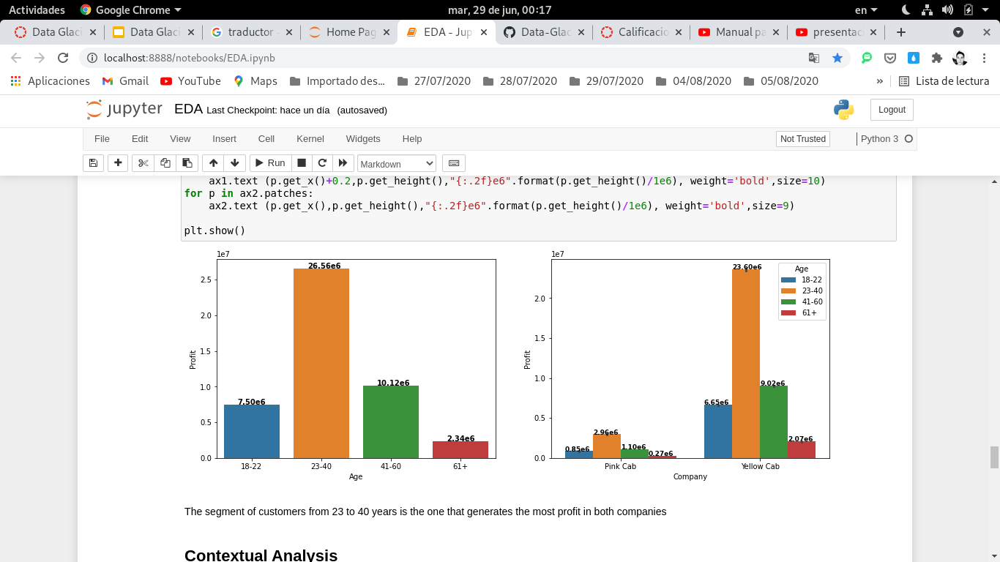 Actividades Google Chrome mar, 29 de jun, 00:17 en
Data Glaci Data Glaci traductor - Home Pag EDA - Jup Data-Glac Calificacio Manual pa presentaci
localhost:8888/notebooks/EDA.ipynb
Aplicaciones Gmail YouTube Maps Importado des... 27/07/2020 28/07/2020 29/07/2020 04/08/2020 05/08/2020 » Lista de lectura
jupyter EDA Last Checkpoint: hace un día (autosaved) Logout
File Edit View Insert Cell Kernel Widgets Help Not Trusted Python 3
Run Markdown
ax1.text (p.get_x()+0.2,p.get_height(),"{:.2f}e6".format(p.get_height()/1e6), weight='bold',size=10)
for p in ax2.patches:
ax2.text (p.get_x(),p.get_height(),"{:.2f}e6".format(p.get_height()/1e6), weight='bold',size=9)
plt.show()
1e7
2.5
2.0
1.5
1.0
0.5
0.0
Profit
26.56e6
10.12e6
7.50e6
2.34e6
18-22 23-40 41-60 61+
Age
1e7
2.0
1.5
1.0
0.5
0.0
Profit
23.60e6
9.02e6
6.65e6
2.96e6
2.07e6
1.10e6
0.85e6
0.27e6
Age
18-22
23-40
41-60
61+
Pink Cab Yellow Cab
Company
The segment of customers from 23 to 40 years is the one that generates the most profit in both companies
Contextual Analysis